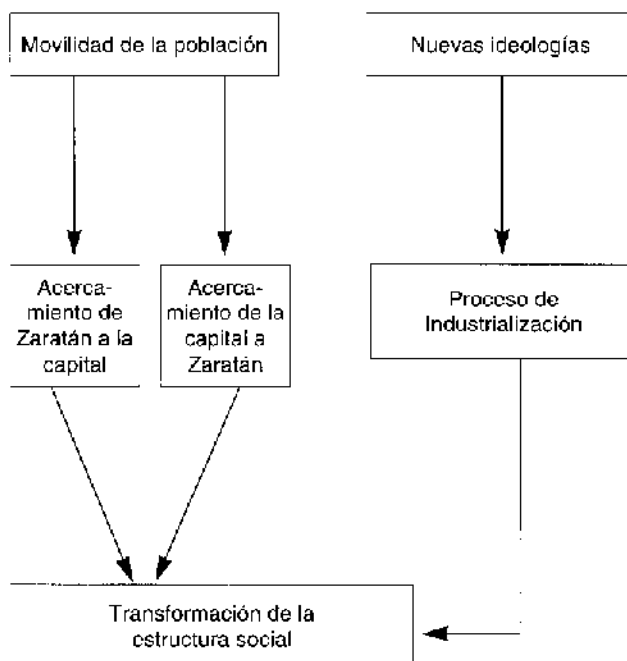 Movilidad de la población
Nuevas ideologías
Acerca-
miento de
Zaratán a la
capital
Acerca-
miento de la
capital a
Zaratán
Proceso de
Industrialización
Transformación de la
estructura social